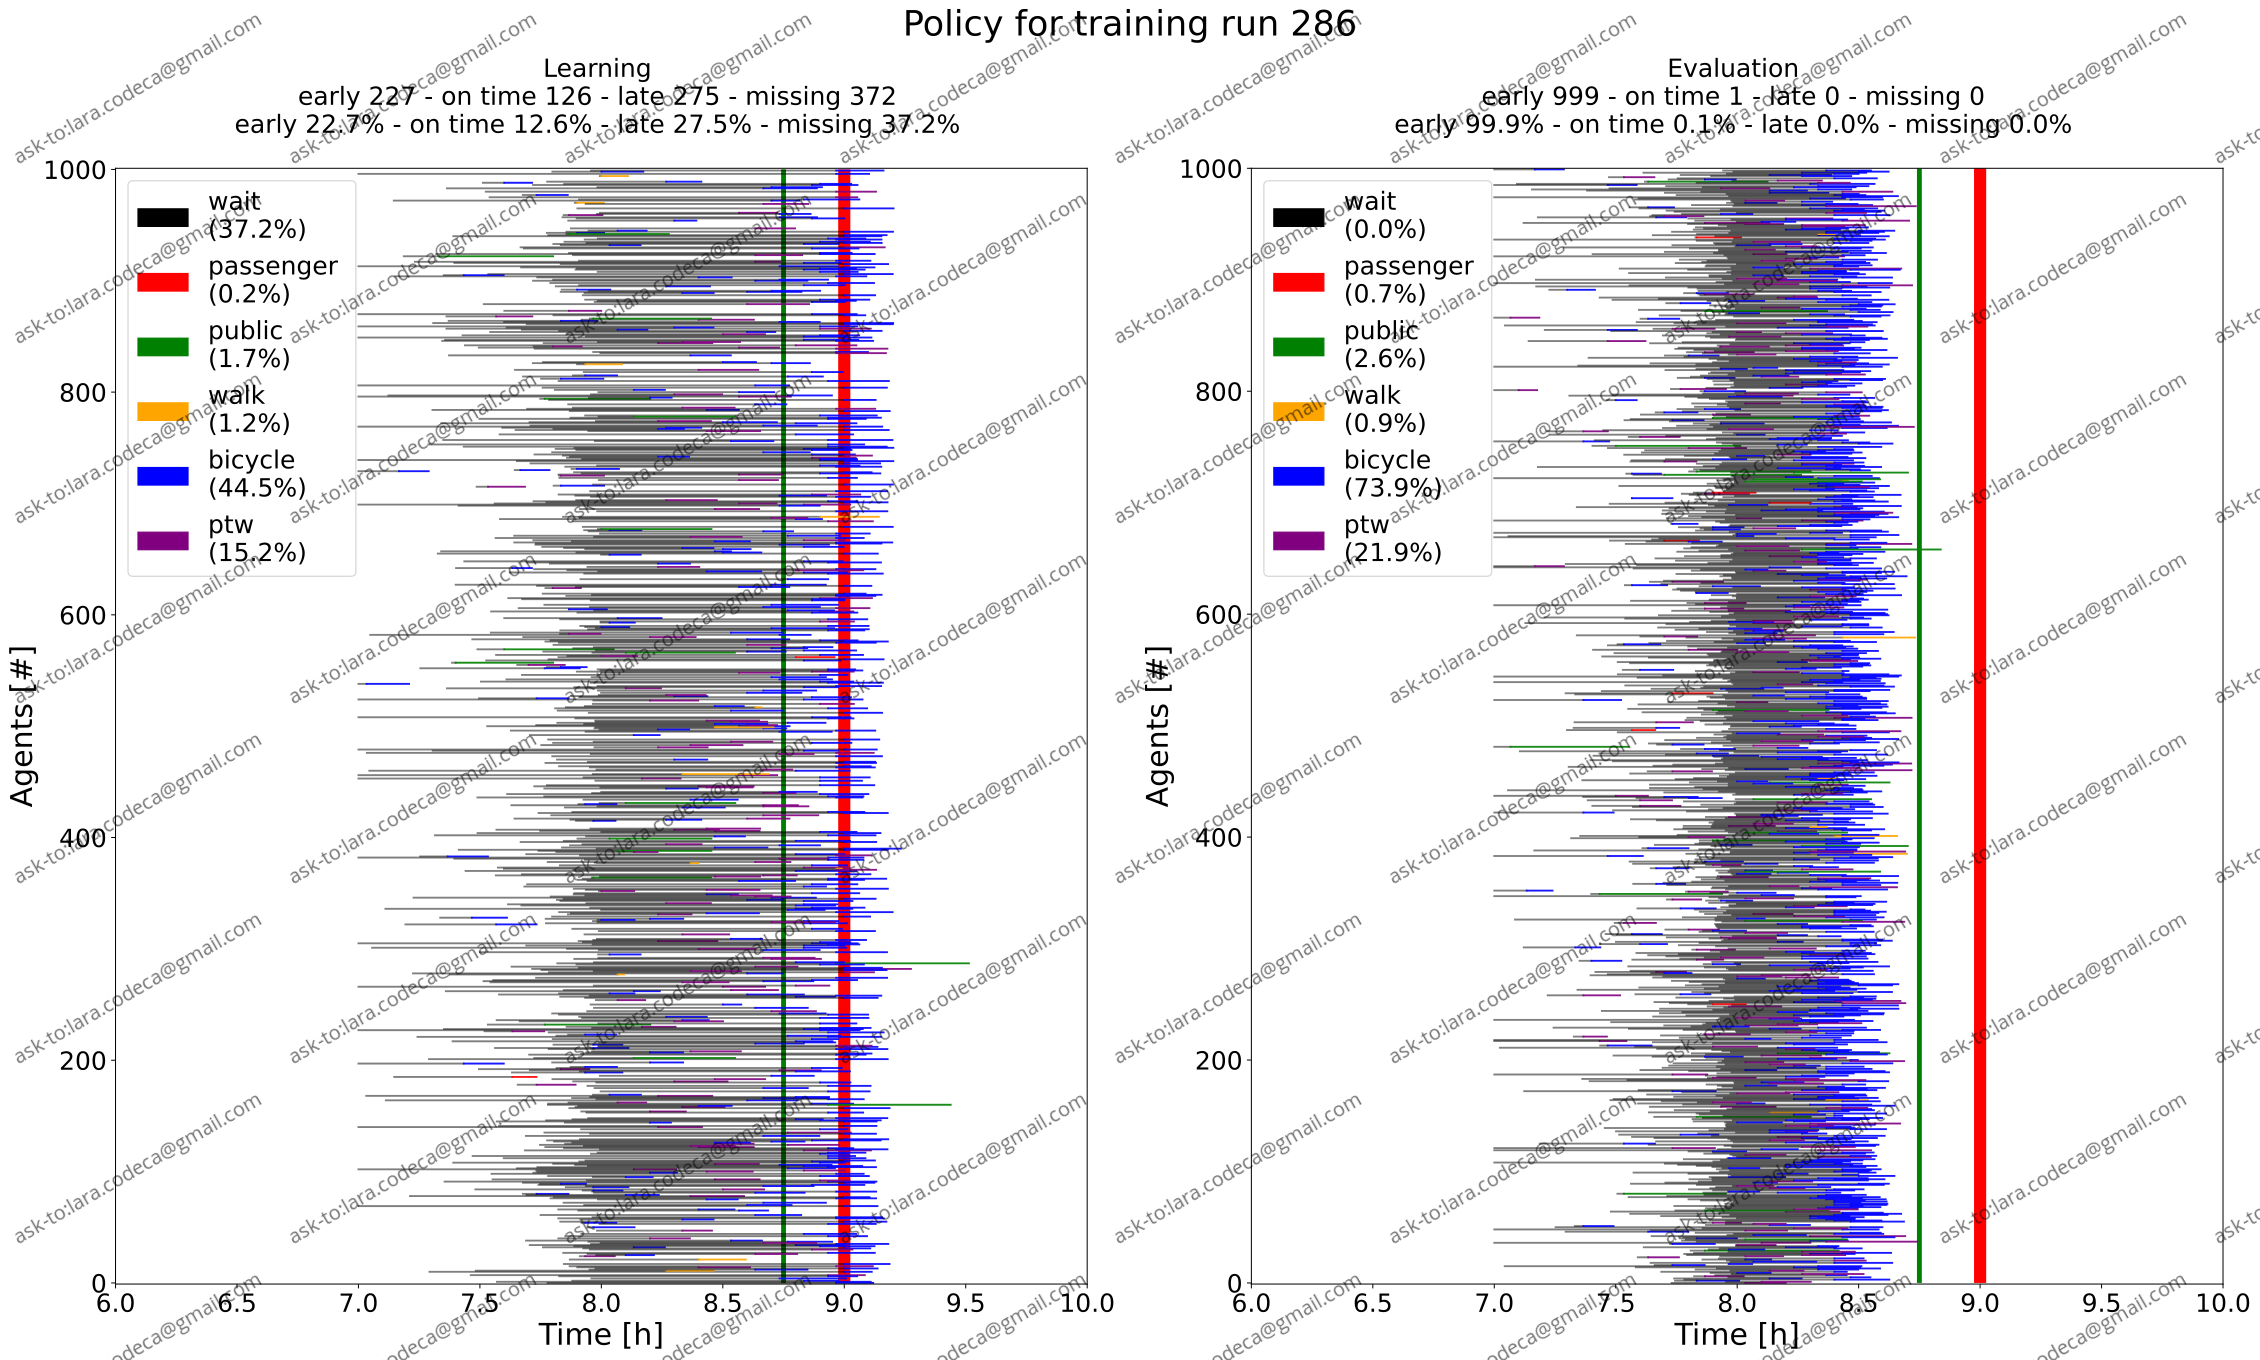 Policy for training run 286
Learning
early 227 - on time 126 - late 275 - missing 372
early 22.7% - on time 12.6% - late 27.5% - missing 37.2%
1000
800
600
400
200
0
Agents [#]
wait
(37.2%)
passenger
(0.2%)
public
(1.7%)
walk
(1.2%)
bicycle
(44.5%)
ptw
(15.2%)
6.0 6.5 7.0 7.5 8.0 8.5 9.0 9.5 10.0
Time [h]
Evaluation
early 999 - on time 1 - late 0 - missing 0
early 99.9% - on time 0.1% - late 0.0% - missing 0.0%
1000
800
600
400
200
0
Agents [#]
wait
(0.0%)
passenger
(0.7%)
public
(2.6%)
walk
(0.9%)
bicycle
(73.9%)
ptw
(21.9%)
6.0 6.5 7.0 7.5 8.0 8.5 9.0 9.5 10.0
Time [h]
ask-to:lara.codeca@gmail.com